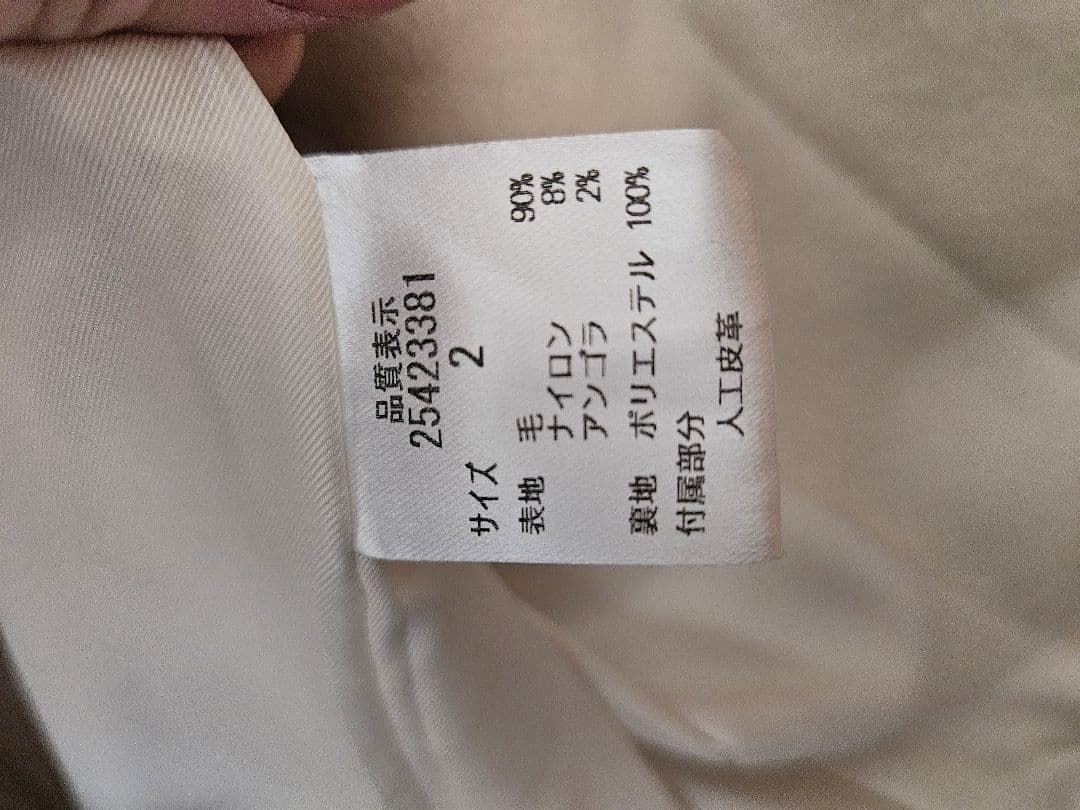 品質表示
25423381
サイズ 2
表地 毛 90%
ナイロン 8%
アンゴラ 2%
裏地 ポリエステル 100%
付属部分
人工皮革